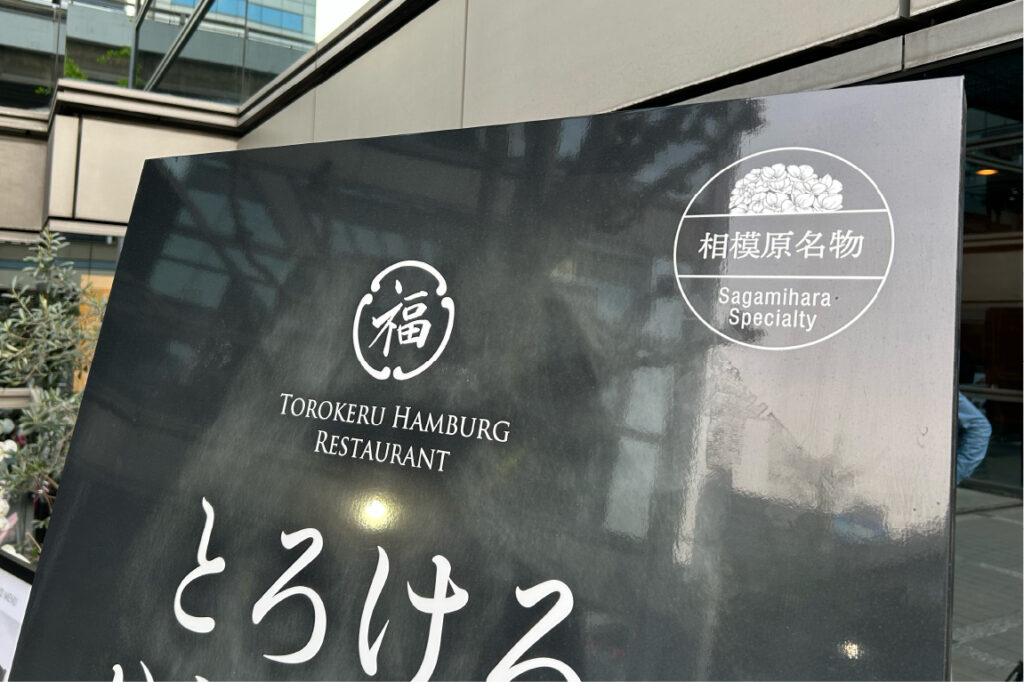 相模原名物
Sagamihara
Specialty
福
TOROKERU HAMBURG
RESTAURANT
とろける